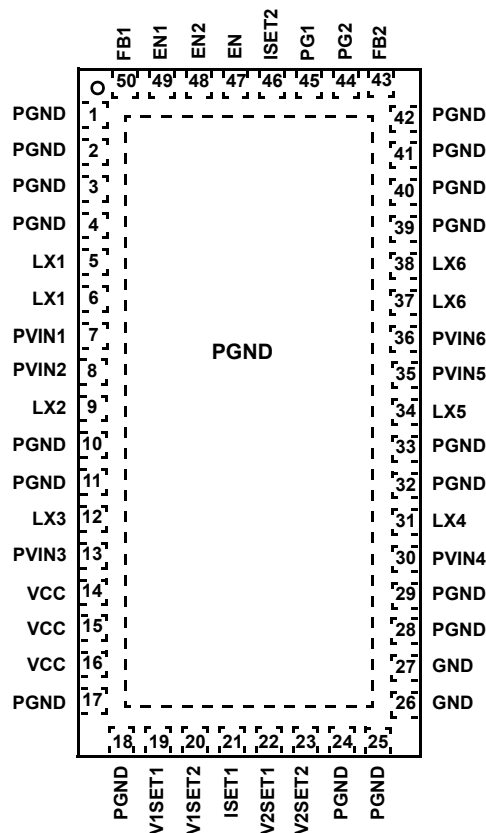 FB1 EN1 EN2 EN ISET2 PG1 PG2 FB2
50 49 48 47 46 45 44 43
PGND 1
PGND 2
PGND 3
PGND 4
LX1 5
LX1 6
PVIN1 7
PVIN2 8
LX2 9
PGND 10
PGND 11
LX3 12
PVIN3 13
VCC 14
VCC 15
VCC 16
PGND 17
PGND
42 PGND
41 PGND
40 PGND
39 PGND
38 LX6
37 LX6
36 PVIN6
35 PVIN5
34 LX5
33 PGND
32 PGND
31 LX4
30 PVIN4
29 PGND
28 PGND
27 GND
26 GND
18 19 20 21 22 23 24 25
PGND V1SET1 V1SET2 ISET1 V2SET1 V2SET2 PGND PGND